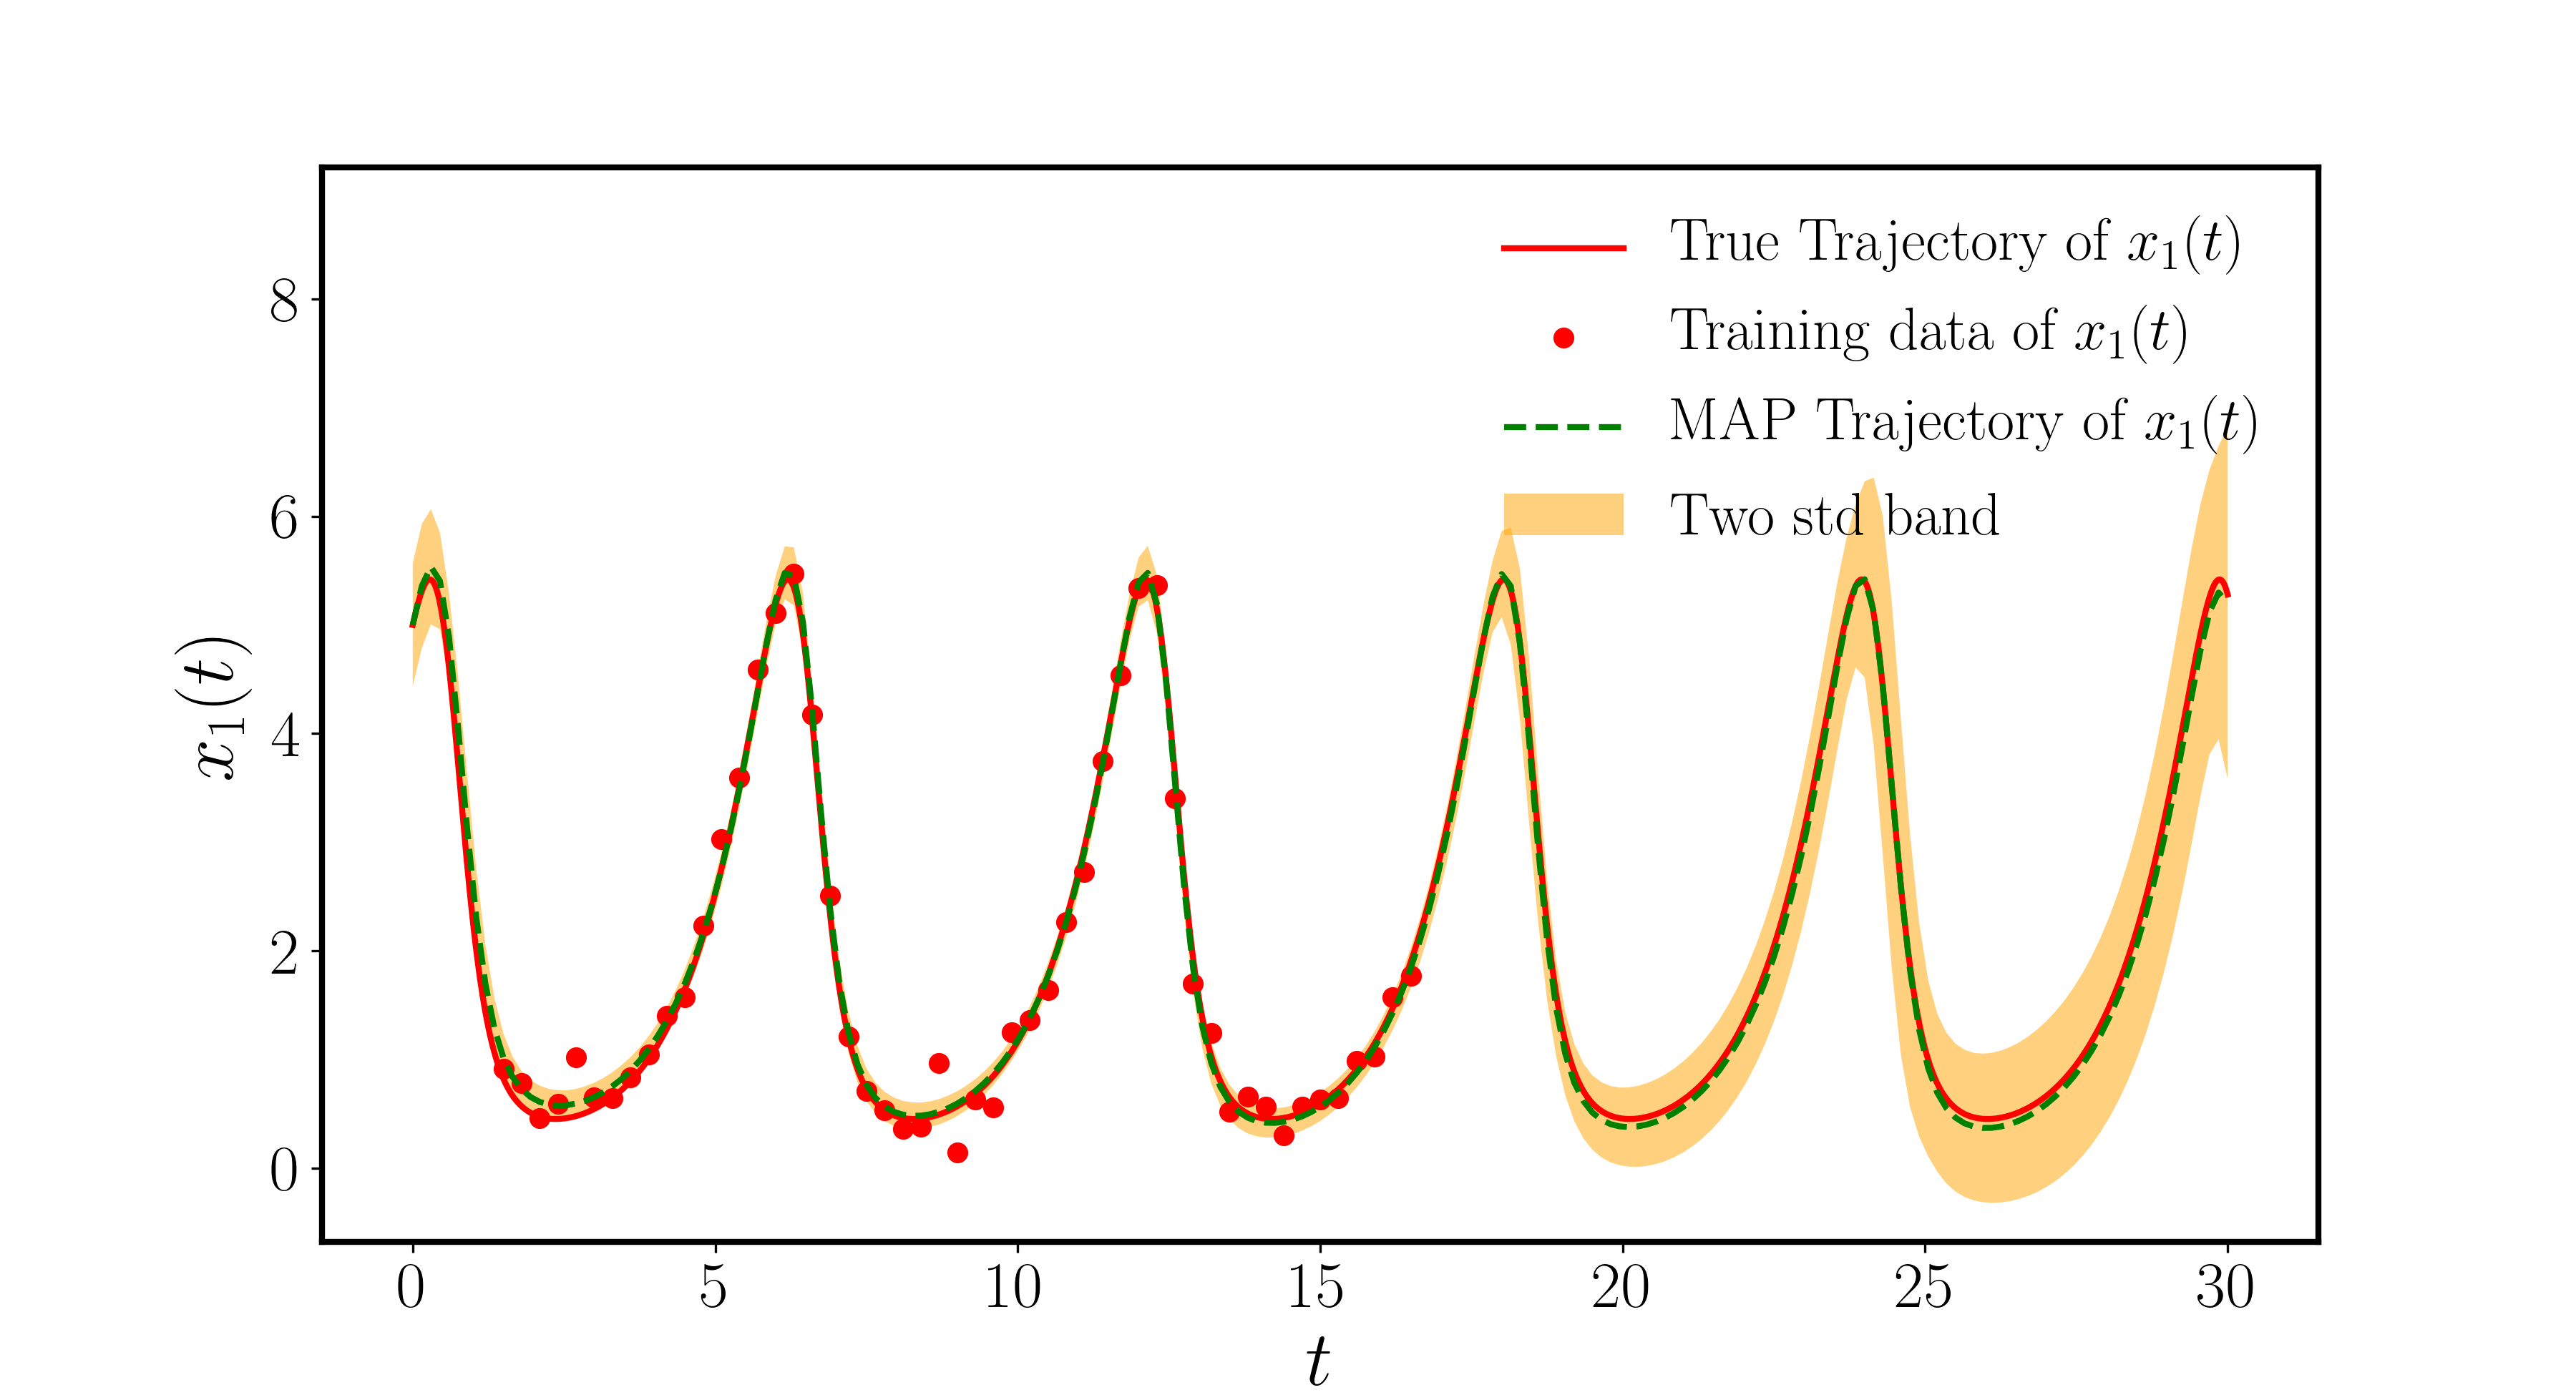 True Trajectory of x₁(t)
Training data of x₁(t)
MAP Trajectory of x₁(t)
Two std band
8
6
4
2
0
x₁(t)
0 5 10 15 20 25 30
t